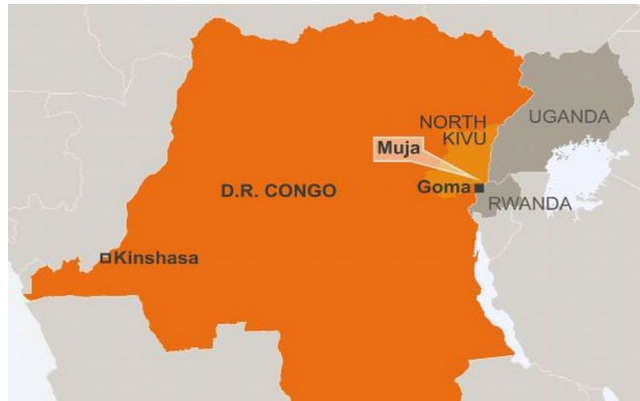 NORTH
KIVU
UGANDA
Muja
D.R. CONGO
Goma
RWANDA
Kinshasa